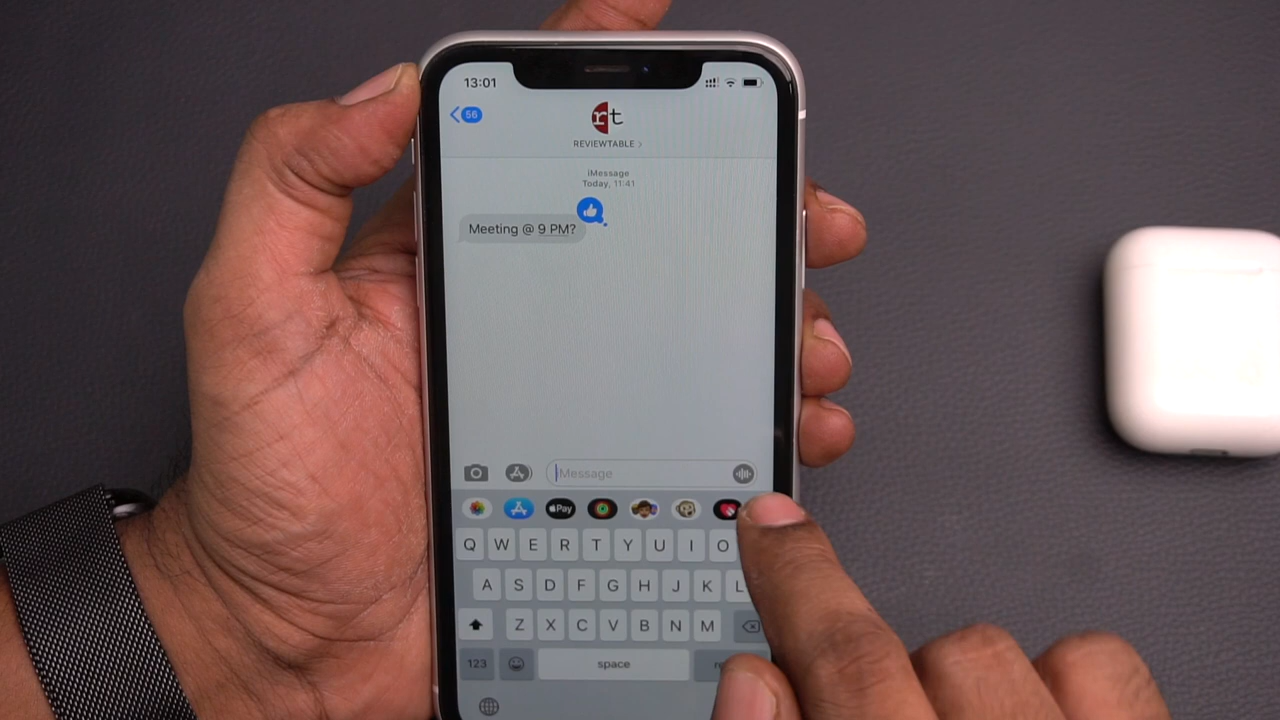 13:01
56
rt
REVIEWTABLE
iMessage
Today, 11:41
Meeting @ 9 PM?
Message
Pay
Q W E R T Y U I O
A S D F G H J K L
Z X C V B N M
123 space